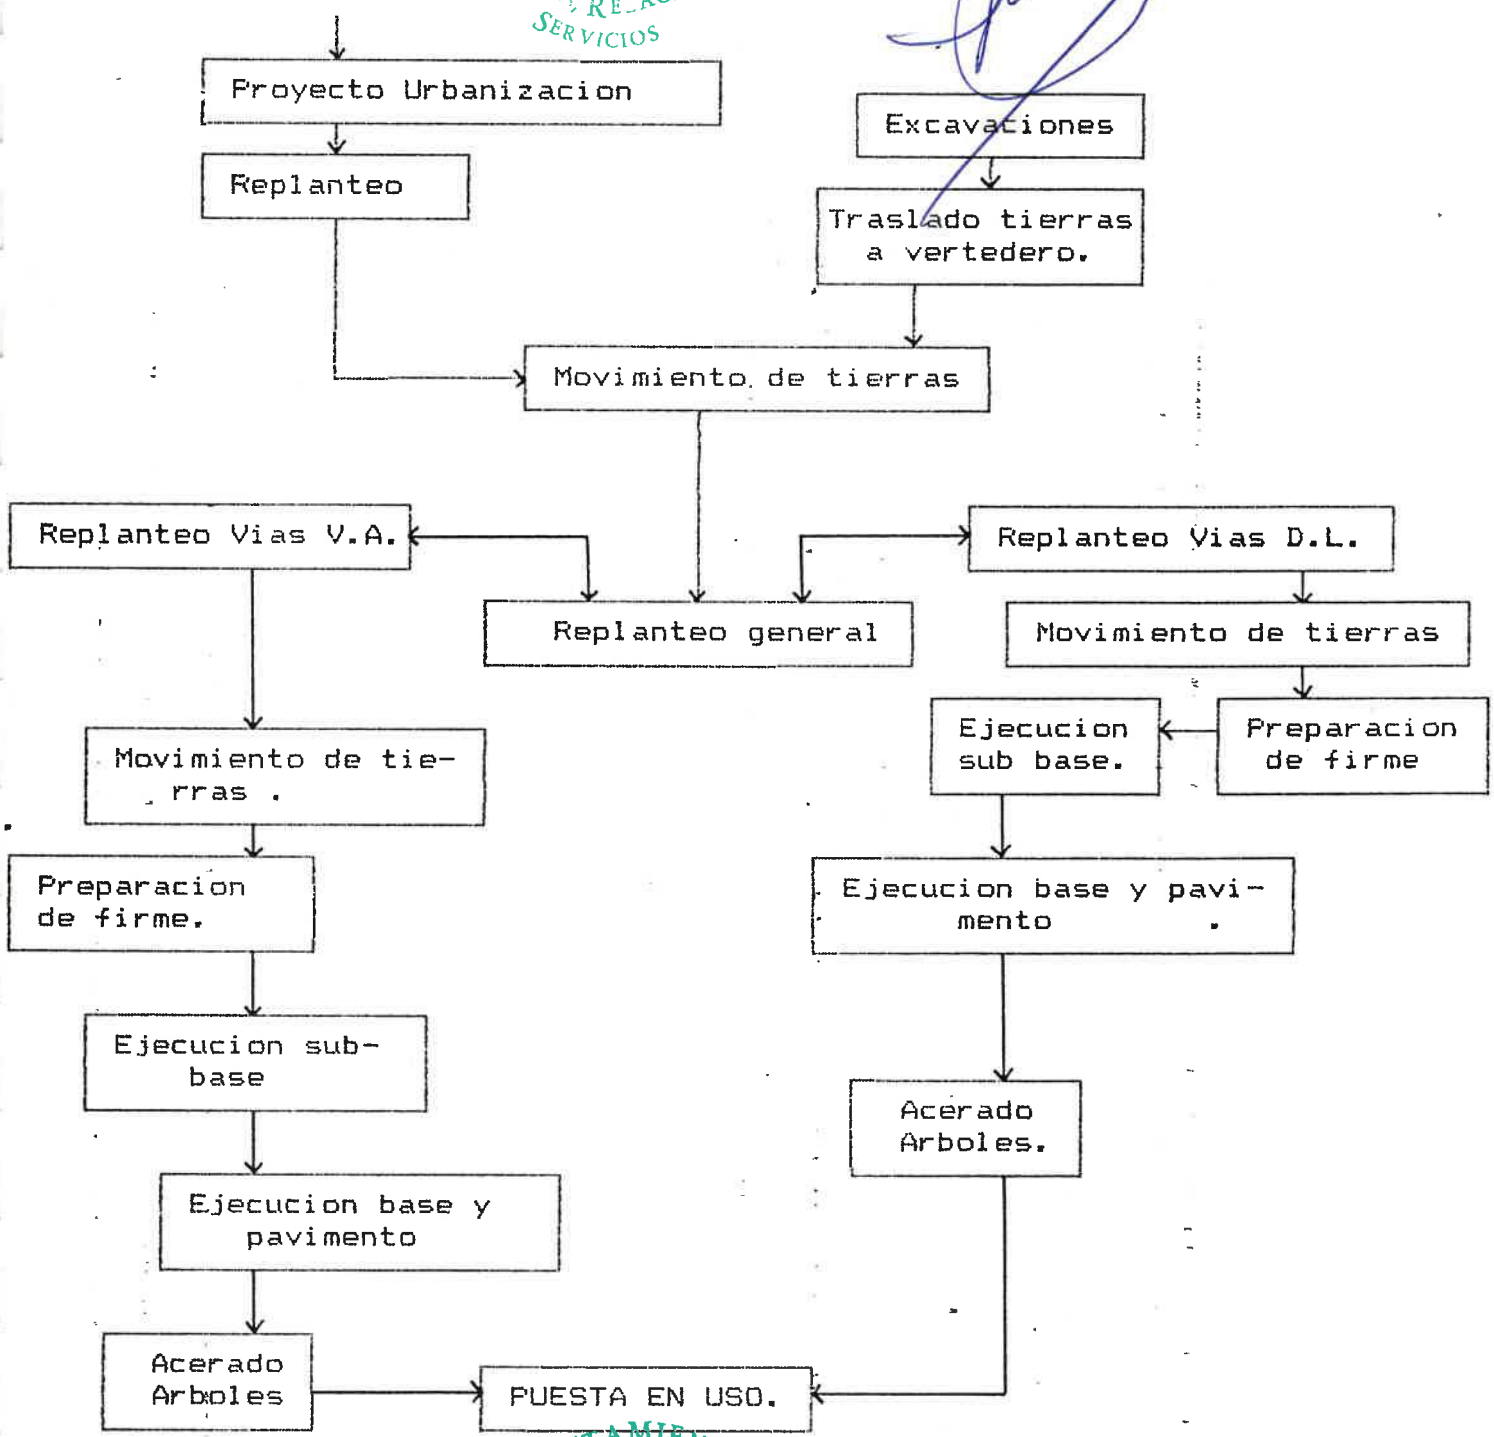 SERVICIOS
Proyecto Urbanizacion
Excavaciones
Replanteo
Traslado tierras
a vertedero.
Movimiento de tierras
Replanteo Vias V.A.
Replanteo Vias D.L.
Replanteo general
Movimiento de tierras
Ejecucion
sub base.
Preparacion
de firme
Movimiento de tie-
rras .
Preparacion
de firme.
Ejecucion base y pavi-
mento .
Ejecucion sub-
base
Acerado
Arboles.
Ejecucion base y
pavimento
Acerado
Arboles
PUESTA EN USO.